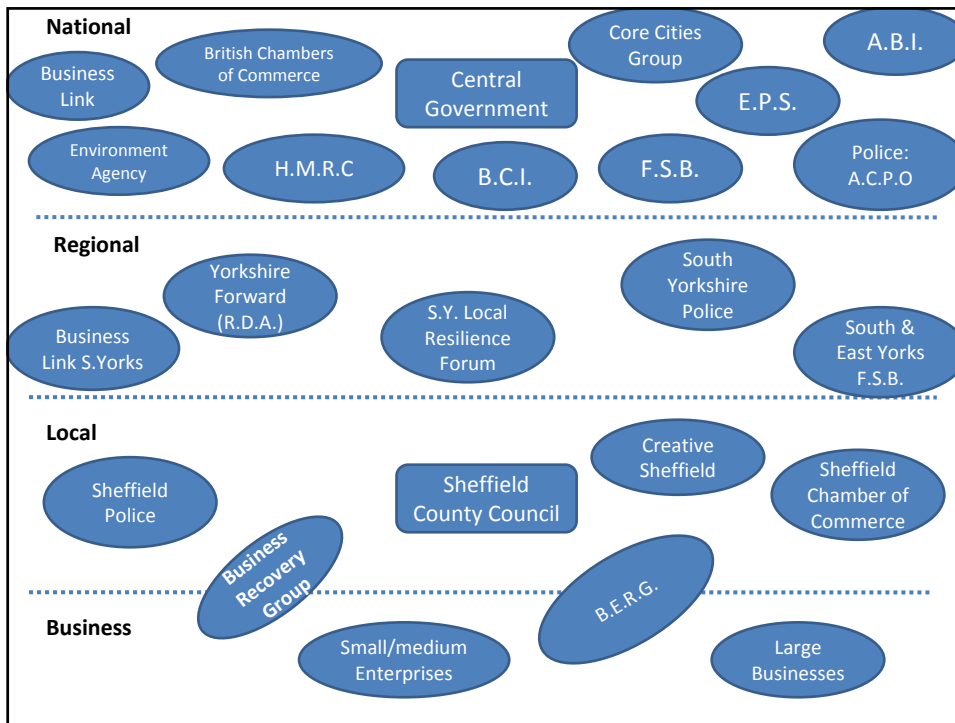 National
Business
Link
British Chambers
of Commerce
Central
Government
Core Cities
Group
A.B.I.
E.P.S.
Environment
Agency
H.M.R.C
B.C.I.
F.S.B.
Police:
A.C.P.O
Regional
Yorkshire
Forward
(R.D.A.)
South
Yorkshire
Police
Business
Link S.Yorks
S.Y. Local
Resilience
Forum
South &
East Yorks
F.S.B.
Local
Sheffield
Police
Sheffield
County Council
Creative
Sheffield
Sheffield
Chamber of
Commerce
Business
Recovery
Group
B.E.R.G.
Business
Small/medium
Enterprises
Large
Businesses